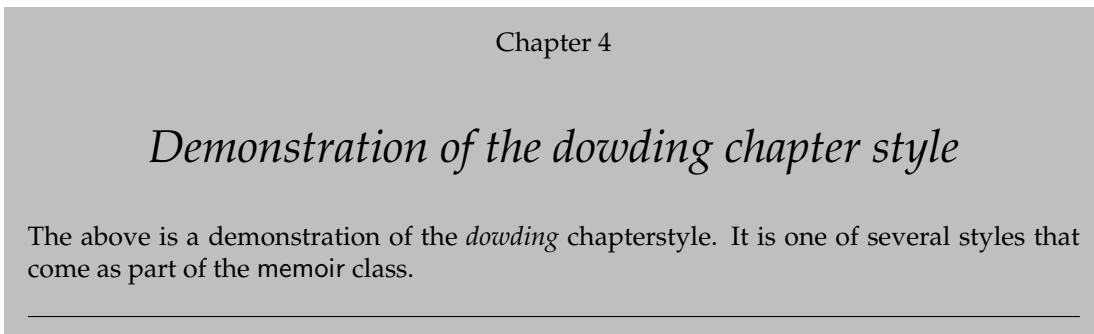 Chapter 4
Demonstration of the dowding chapter style
The above is a demonstration of the dowding chapterstyle. It is one of several styles that
come as part of the memoir class.